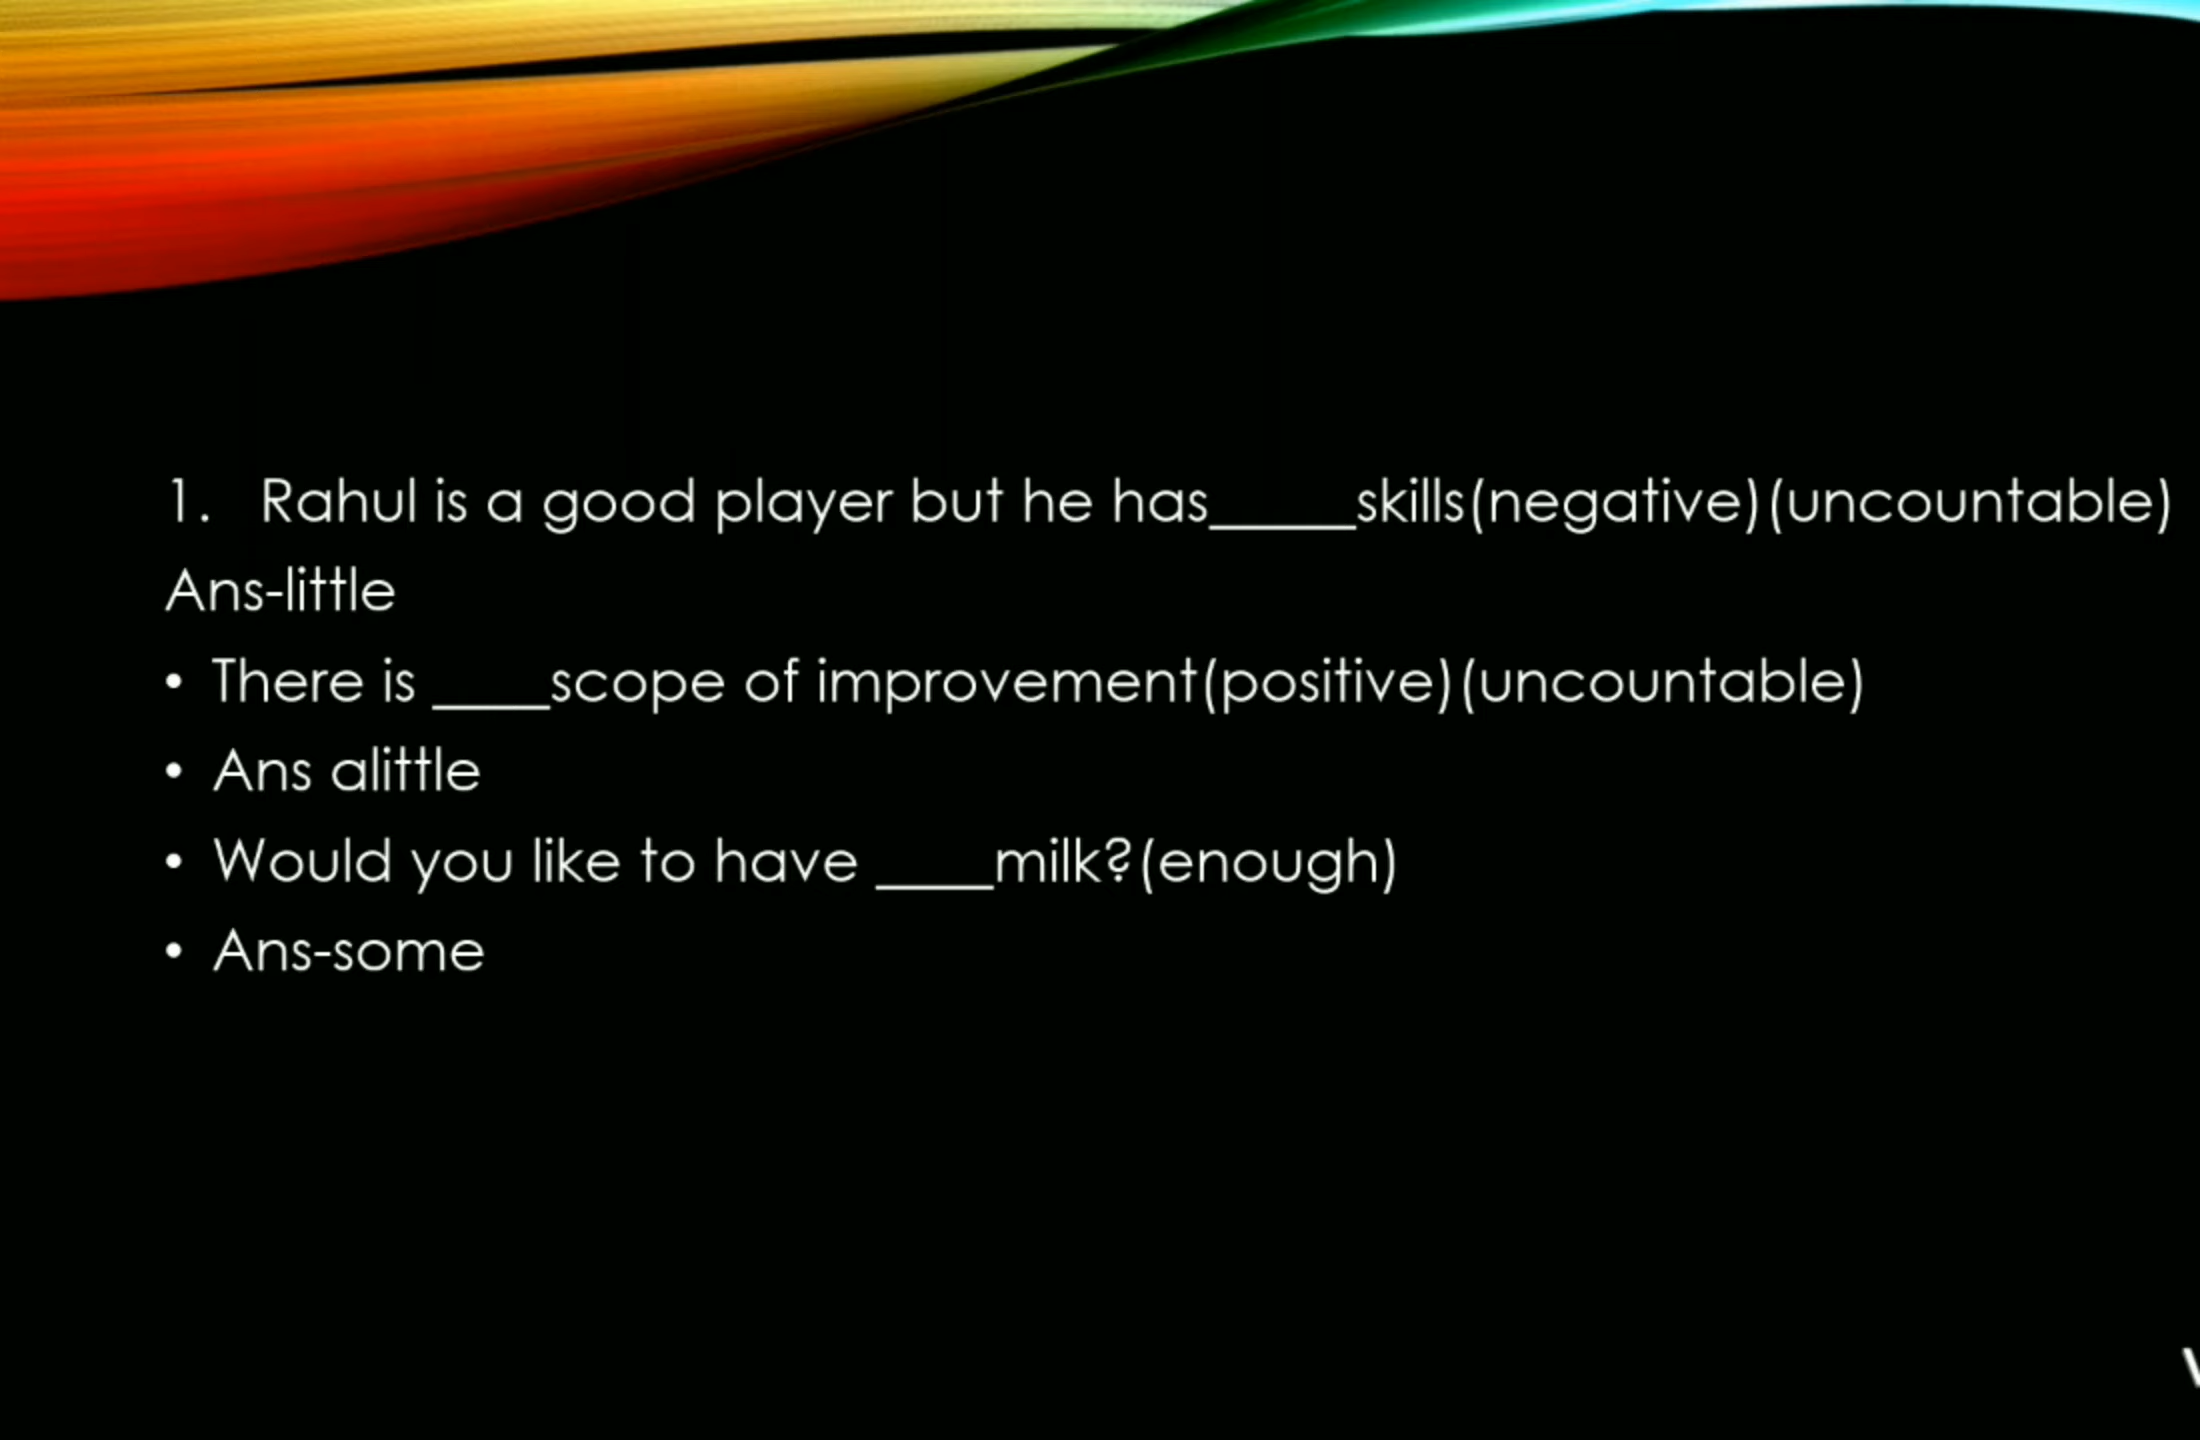 1. Rahul is a good player but he has_____skills(negative)(uncountable)
Ans-little
• There is ____scope of improvement(positive)(uncountable)
• Ans alittle
• Would you like to have ____milk?(enough)
• Ans-some